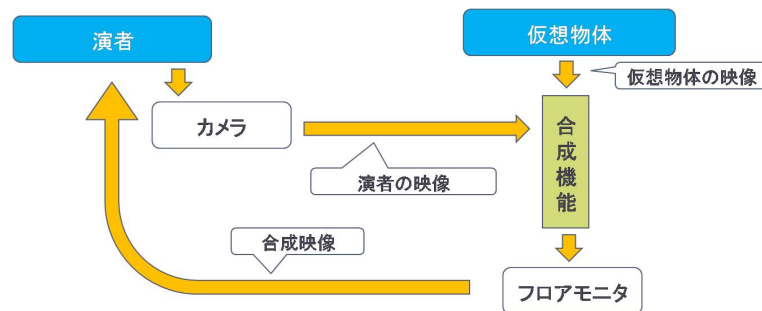 演者
仮想物体
仮想物体の映像
カメラ
合成機能
演者の映像
合成映像
フロアモニタ